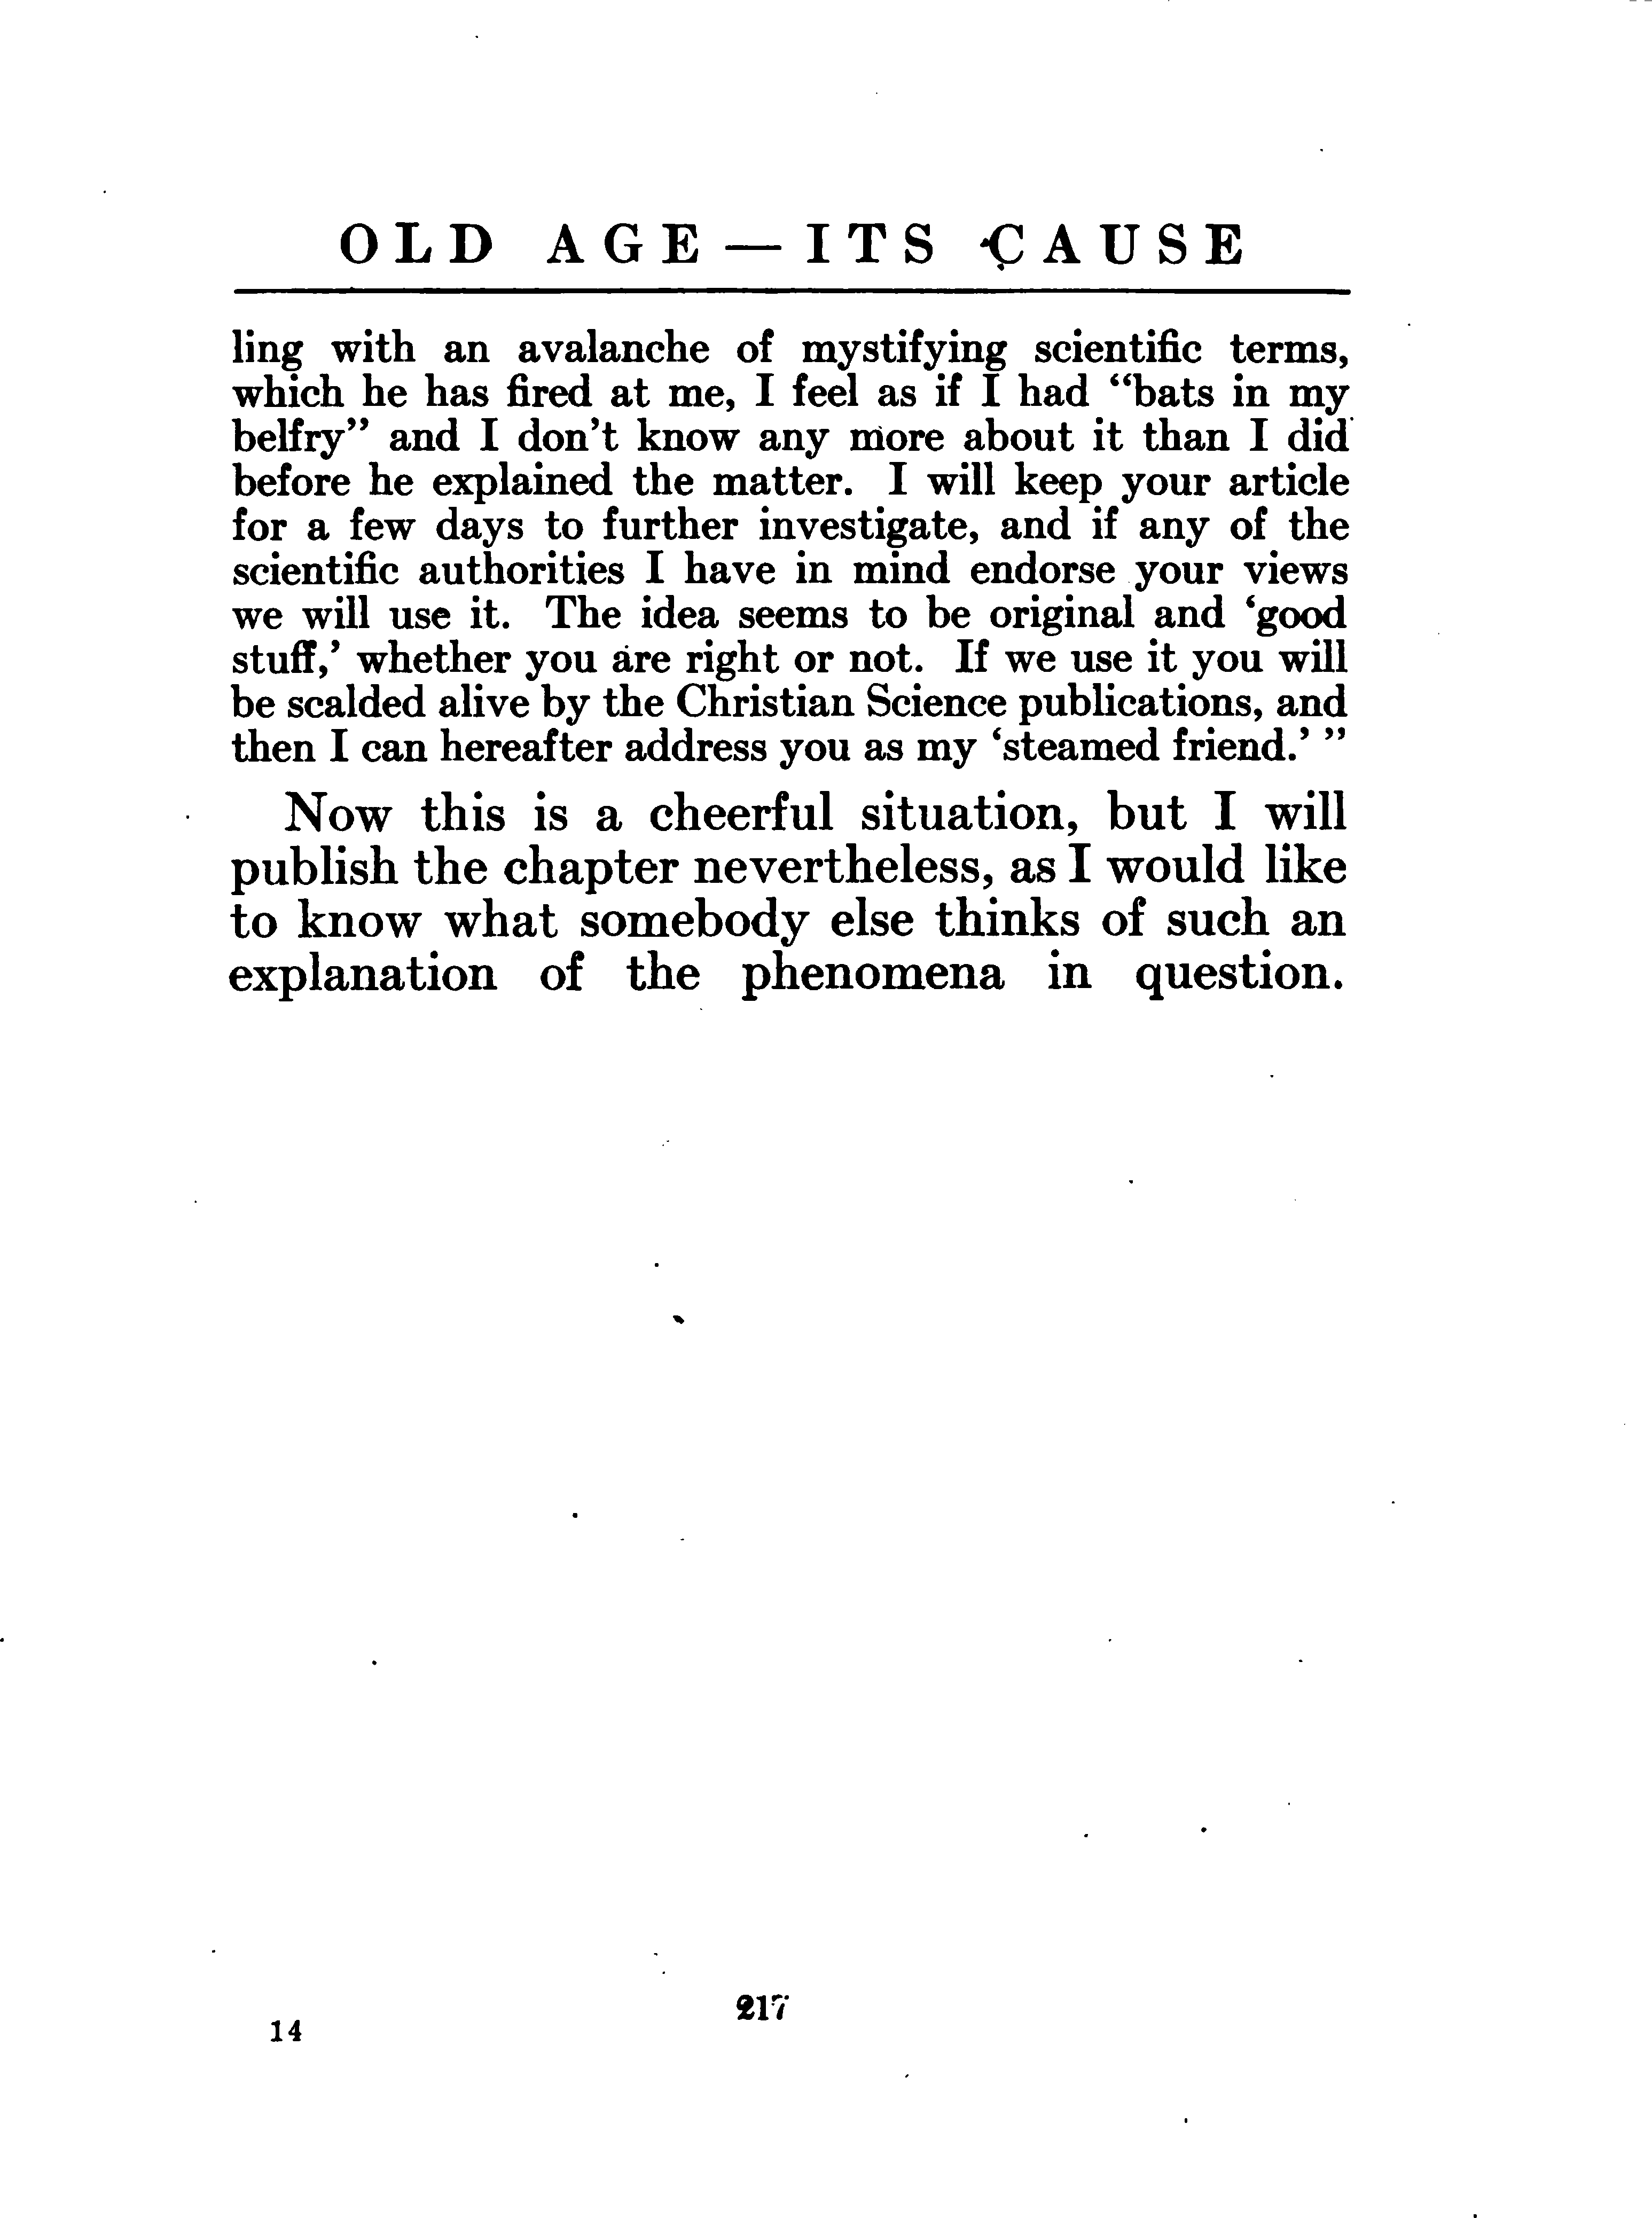 OLD AGE — ITS CAUSE
ling with an avalanche of mystifying scientific terms,
which he has fired at me, I feel as if I had “bats in my
belfry” and I don't know any more about it than I did
before he explained the matter. I will keep your article
for a few days to further investigate, and if any of the
scientific authorities I have in mind endorse your views
we will use it. The idea seems to be original and ‘good
stuff,’ whether you are right or not. If we use it you will
be scalded alive by the Christian Science publications, and
then I can hereafter address you as my ‘steamed friend.’ ”
Now this is a cheerful situation, but I will
publish the chapter nevertheless, as I would like
to know what somebody else thinks of such an
explanation of the phenomena in question.
217
14